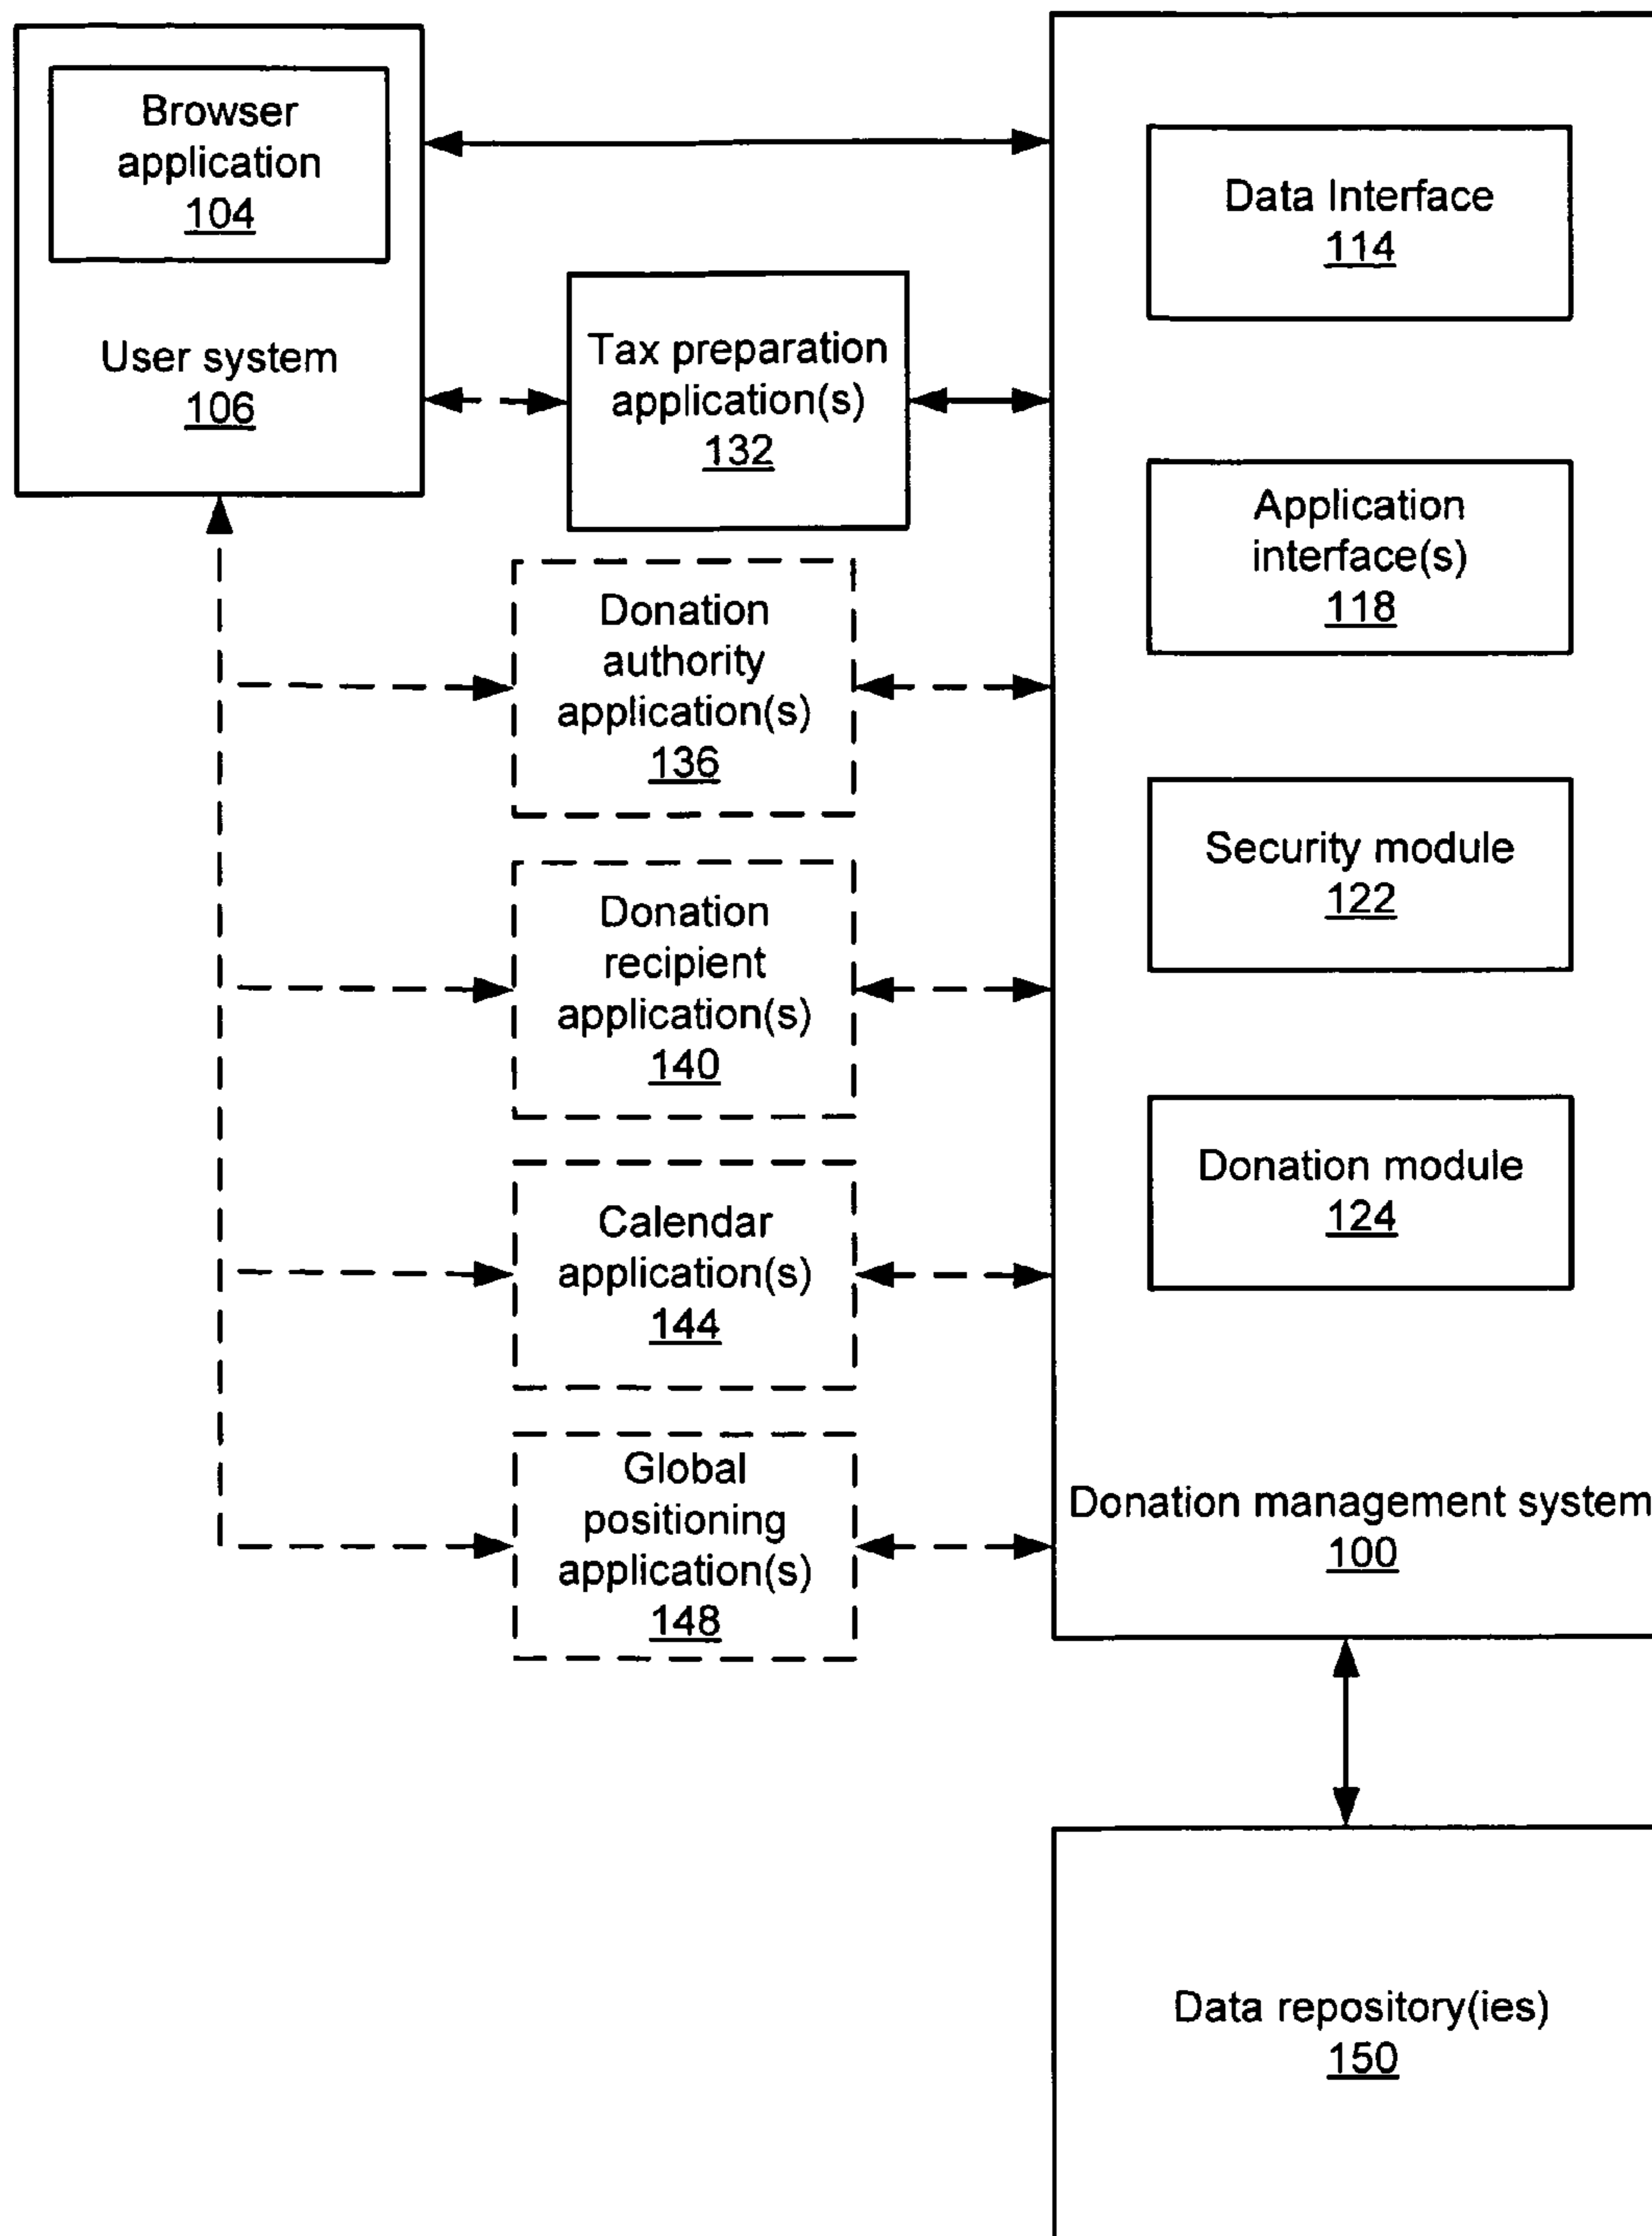 Browser
application
104
User system
106
Tax preparation
application(s)
132
Donation
authority
application(s)
136
Donation
recipient
application(s)
140
Calendar
application(s)
144
Global
positioning
application(s)
148
Data Interface
114
Application
interface(s)
118
Security module
122
Donation module
124
Donation management system
100
Data repository(ies)
150